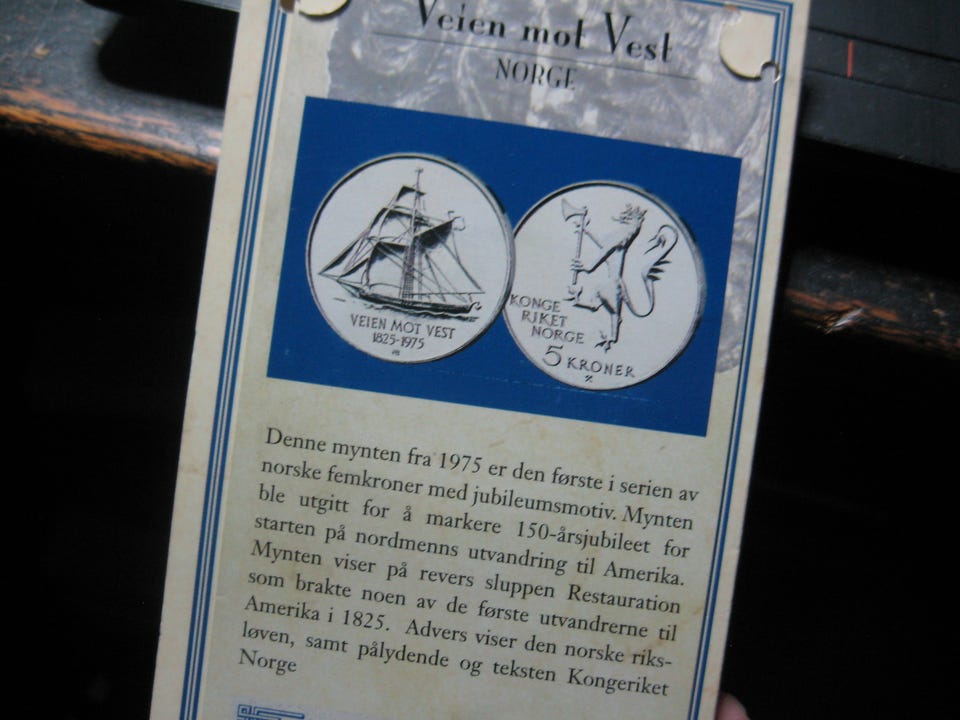 Veien mot Vest
NORGE
VEIEN MOT VEST
1825-1975
KONGE
RIKET
NORGE
5 KRONER
Denne mynten fra 1975 er den første i serien av
norske femkroner med jubileumsmotiv. Mynten
ble utgitt for å markere 150-årsjubileet for
starten på nordmenns utvandring til Amerika.
Mynten viser på revers sluppen Restauration
som brakte noen av de første utvandrerne til
Amerika i 1825. Advers viser den norske riks-
løven, samt pålydende og teksten Kongeriket
Norge